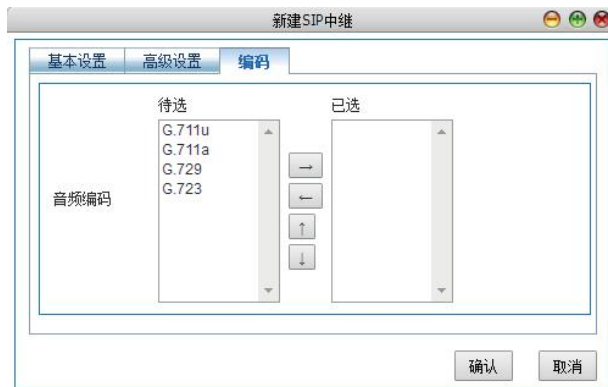 新建SIP中继
基本设置
高级设置
编码
待选
已选
G.711u
G.711a
G.729
G.723
音频编码
→
←
↑
↓
确认
取消